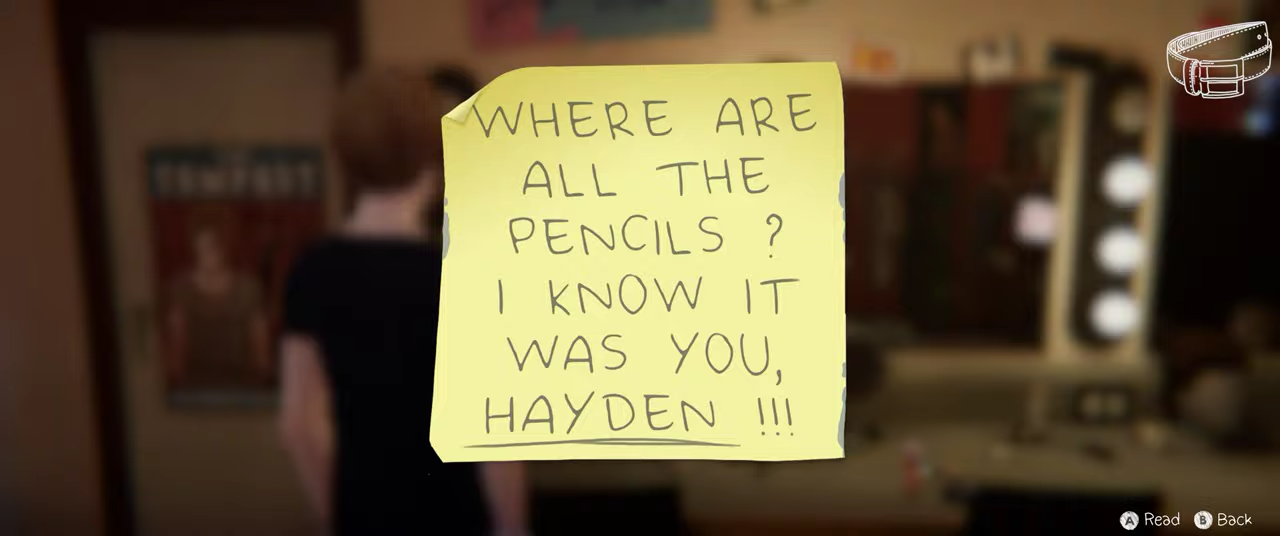 WHERE ARE
ALL THE
PENCILS ?
I KNOW IT
WAS YOU,
HAYDEN !!!
TEMPEST
A Read B Back